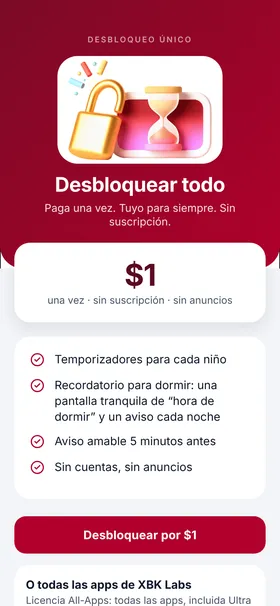 DESBLOQUEO ÚNICO
Desbloquear todo
Paga una vez. Tuyo para siempre. Sin
suscripción.
$1
una vez · sin suscripción · sin anuncios
Temporizadores para cada niño
Recordatorio para dormir: una
pantalla tranquila de “hora de
dormir” y un aviso cada noche
Aviso amable 5 minutos antes
Sin cuentas, sin anuncios
Desbloquear por $1
O todas las apps de XBK Labs
Licencia All-Apps: todas las apps, incluida Ultra